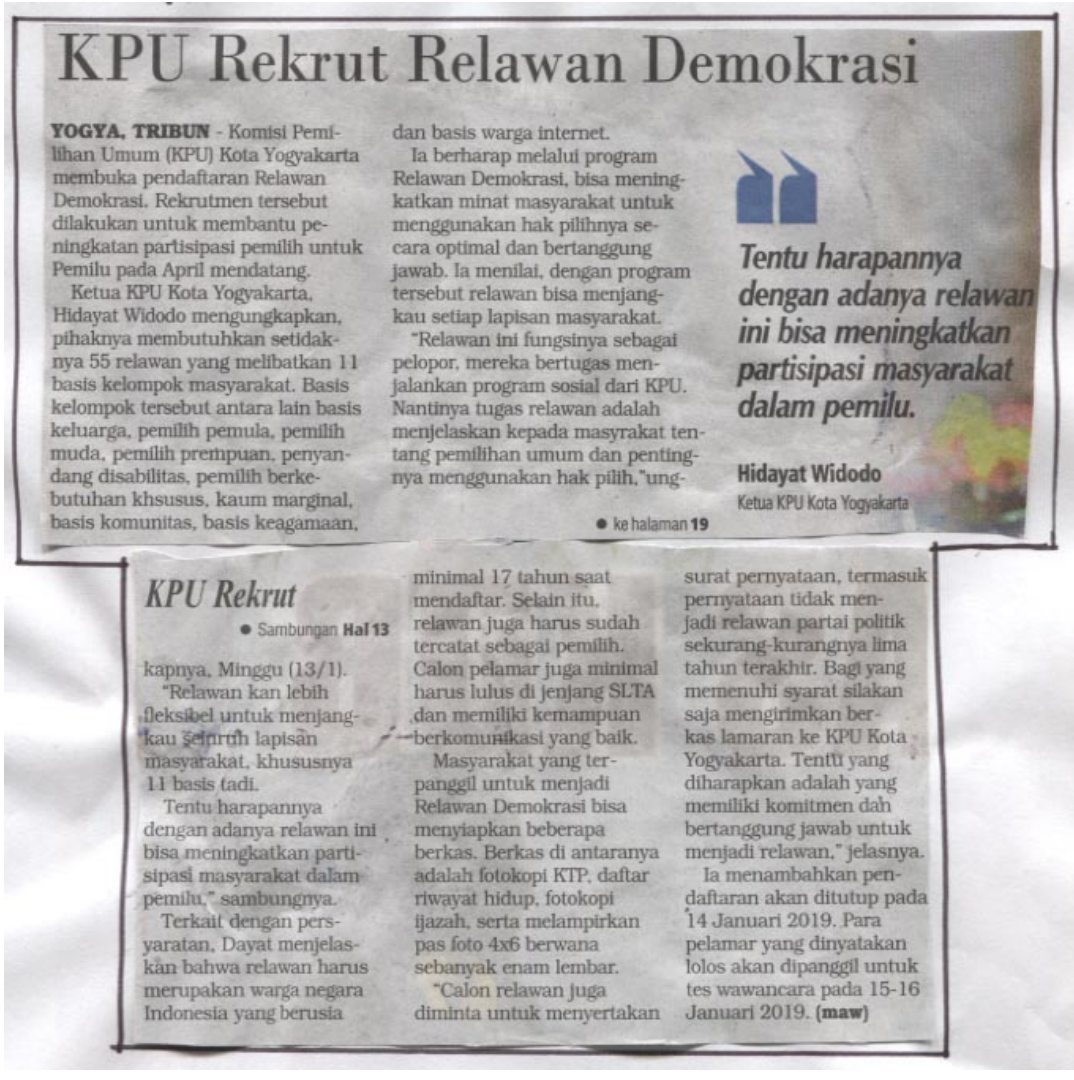 KPU Rekrut Relawan Demokrasi
YOGYA, TRIBUN - Komisi Pemi-
lihan Umum (KPU) Kota Yogyakarta
membuka pendaftaran Relawan
Demokrasi. Rekrutmen tersebut
dilakukan untuk membantu pe-
ningkatan partisipasi pemilih untuk
Pemilu pada April mendatang.
Ketua KPU Kota Yogyakarta,
Hidayat Widodo mengungkapkan,
pihaknya membutuhkan setidak-
nya 55 relawan yang melibatkan 11
basis kelompok masyarakat. Basis
kelompok tersebut antara lain basis
keluarga, pemilih pemula, pemilih
muda, pemilih prempuan, penyan-
dang disabilitas, pemilih berke-
butuhan khsusus, kaum marginal,
basis komunitas, basis keagamaan,
dan basis warga internet.
Ia berharap melalui program
Relawan Demokrasi, bisa mening-
katkan minat masyarakat untuk
menggunakan hak pilihnya se-
cara optimal dan bertanggung
jawab. Ia menilai, dengan program
tersebut relawan bisa menjang-
kau setiap lapisan masyarakat.
"Relawan ini fungsinya sebagai
pelopor, mereka bertugas men-
jalankan program sosial dari KPU.
Nantinya tugas relawan adalah
menjelaskan kepada masyrakat ten-
tang pemilihan umum dan penting-
nya menggunakan hak pilih,"ung-
● ke halaman 19
Tentu harapannya
dengan adanya relawan
ini bisa meningkatkan
partisipasi masyarakat
dalam pemilu.
Hidayat Widodo
Ketua KPU Kota Yogyakarta
KPU Rekrut
● Sambungan Hal 13
kapnya, Minggu (13/1).
"Relawan kan lebih
fleksibel untuk menjang-
kau seluruh lapisan
masyarakat, khususnya
11 basis tadi.
Tentu harapannya
dengan adanya relawan ini
bisa meningkatkan parti-
sipasi masyarakat dalam
pemilu," sambungnya.
Terkait dengan pers-
yaratan, Dayat menjelas-
kan bahwa relawan harus
merupakan warga negara
Indonesia yang berusia
minimal 17 tahun saat
mendaftar. Selain itu,
relawan juga harus sudah
tercatat sebagai pemilih.
Calon pelamar juga minimal
harus lulus di jenjang SLTA
dan memiliki kemampuan
berkomunikasi yang baik.
Masyarakat yang ter-
panggil untuk menjadi
Relawan Demokrasi bisa
menyiapkan beberapa
berkas. Berkas di antaranya
adalah fotokopi KTP, daftar
riwayat hidup, fotokopi
ijazah, serta melampirkan
pas foto 4x6 berwana
sebanyak enam lembar.
"Calon relawan juga
diminta untuk menyertakan
surat pernyataan, termasuk
pernyataan tidak men-
jadi relawan partai politik
sekurang-kurangnya lima
tahun terakhir. Bagi yang
memenuhi syarat silakan
saja mengirimkan ber-
kas lamaran ke KPU Kota
Yogyakarta. Tentu yang
diharapkan adalah yang
memiliki komitmen dah
bertanggung jawab untuk
menjadi relawan," jelasnya.
Ia menambahkan pen-
daftaran akan ditutup pada
14 Januari 2019. Para
pelamar yang dinyatakan
lolos akan dipanggil untuk
tes wawancara pada 15-16
Januari 2019. (maw)